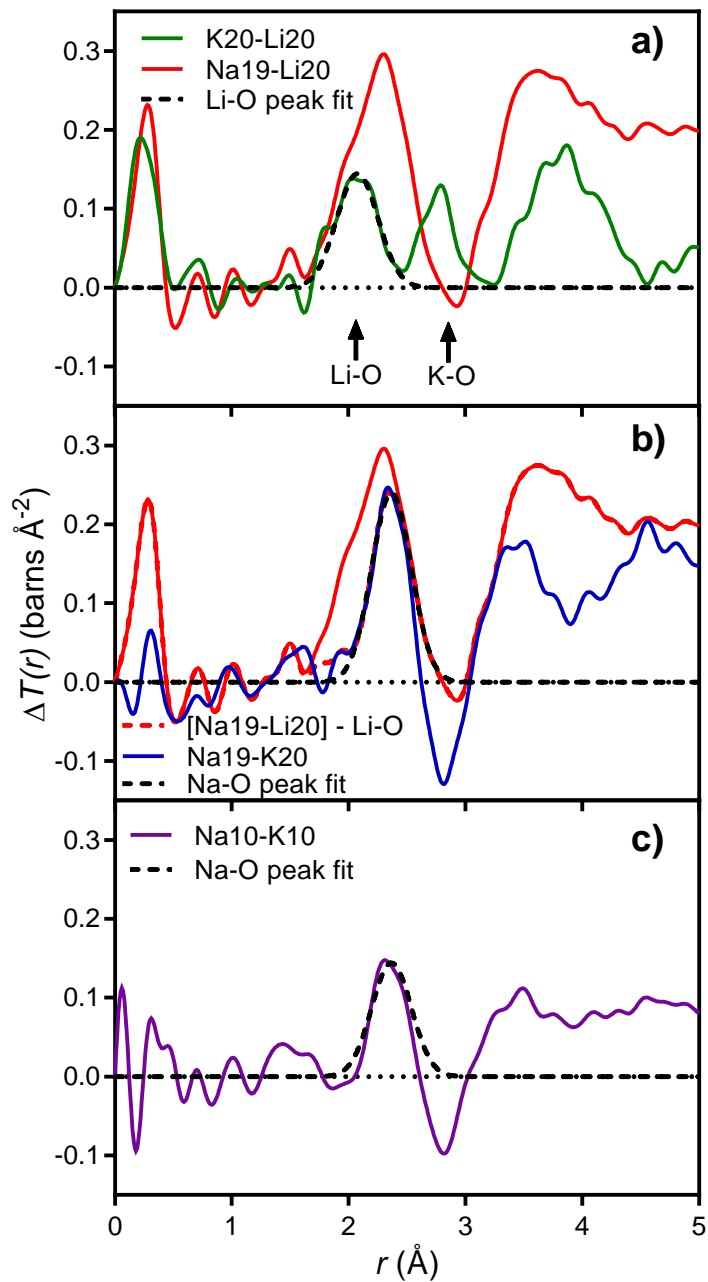 a)
K20-Li20
Na19-Li20
Li-O peak fit
0.3
0.2
0.1
0.0
-0.1
Li-O
K-O
b)
0.3
0.2
0.1
0.0
-0.1
[Na19-Li20] - Li-O
Na19-K20
Na-O peak fit
ΔT(r) (barns Å-2)
c)
Na10-K10
Na-O peak fit
0.3
0.2
0.1
0.0
-0.1
0 1 2 3 4 5
r (Å)